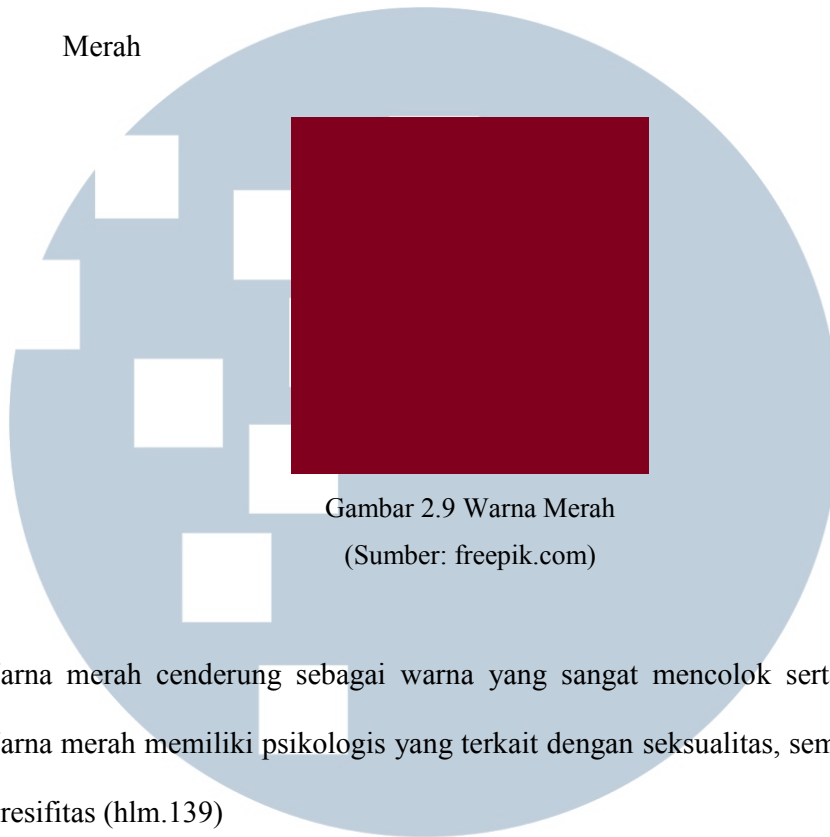 Merah
Gambar 2.9 Warna Merah
(Sumber: freepik.com)
arna merah cenderung sebagai warna yang sangat mencolok sert
arna merah memiliki psikologis yang terkait dengan seksualitas, sem
resifitas (hlm.139)